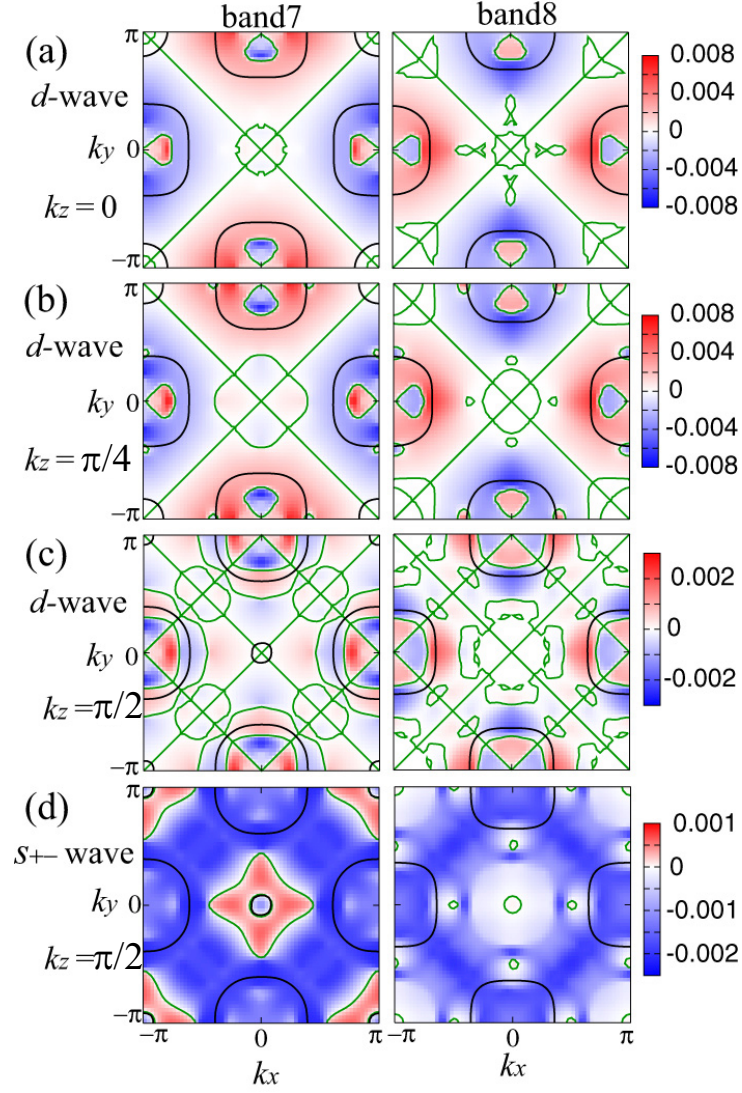 band7 band8
(a) π 0.008
d-wave 0.004
ky 0 0
kz = 0 -0.004
−π -0.008
(b) π
d-wave 0.008
0.004
ky 0 0
kz = π/4 -0.004
−π -0.008
(c) π
d-wave 0.002
ky 0 0
kz = π/2 -0.002
−π
(d) π
s+− wave 0.001
ky 0 0
kz = π/2 -0.001
-0.002
−π
−π 0 π −π 0 π
kx kx